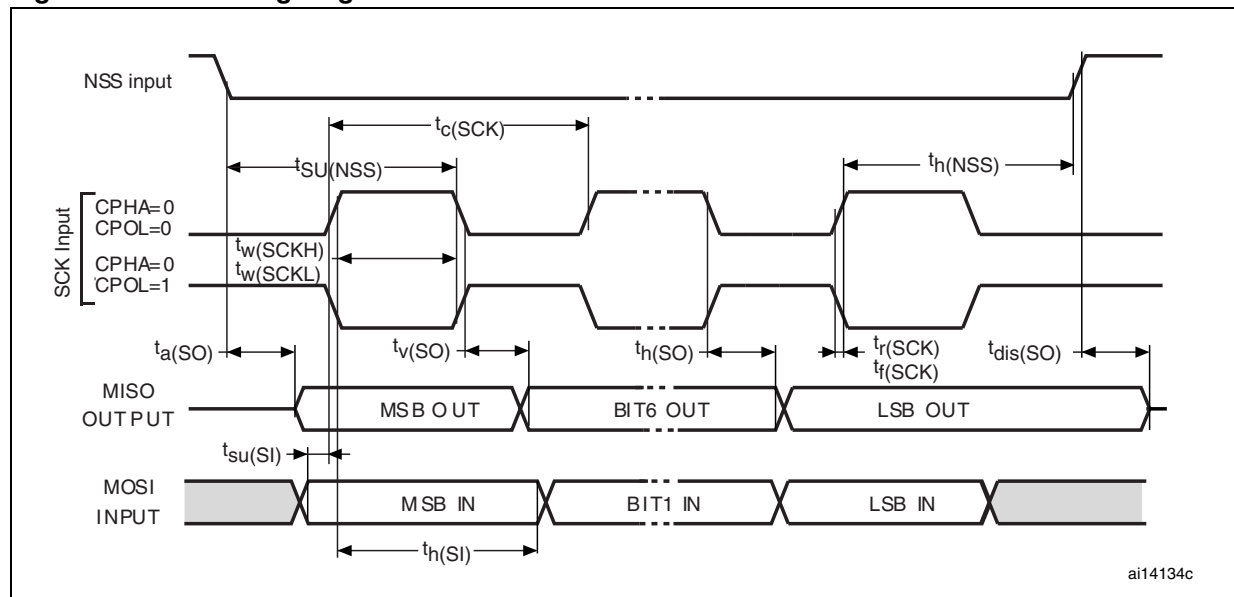 NSS input
tc(SCK)
tSU(NSS)
th(NSS)
SCK Input
CPHA=0
CPOL=0
tw(SCKH)
CPHA=0
tw(SCKL)
CPOL=1
ta(SO)
tv(SO)
th(SO)
tr(SCK)
tf(SCK)
tdis(SO)
MISO
OUTPUT
MSB OUT
BIT6 OUT
LSB OUT
tsu(SI)
MOSI
INPUT
MSB IN
BIT1 IN
LSB IN
th(SI)
ai14134c